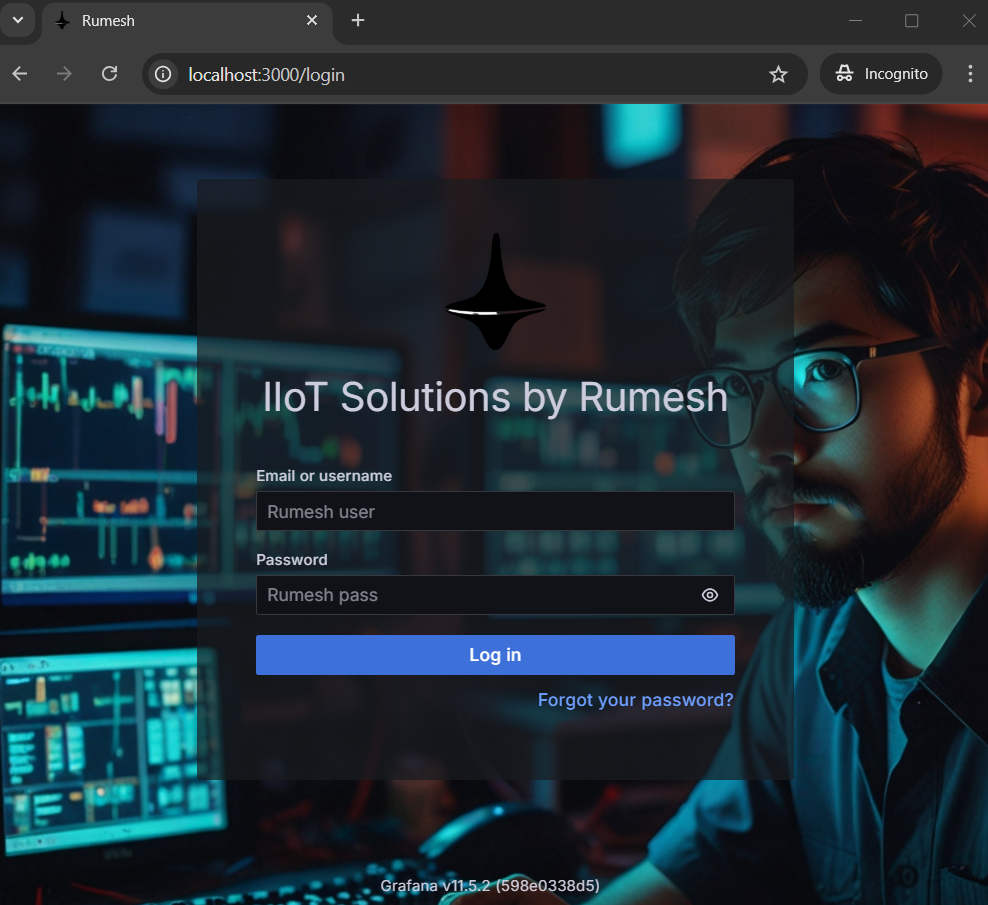 Rumesh
localhost:3000/login
Incognito
IIoT Solutions by Rumesh
Email or username
Rumesh user
Password
Rumesh pass
Log in
Forgot your password?
Grafana v11.5.2 (598e0338d5)